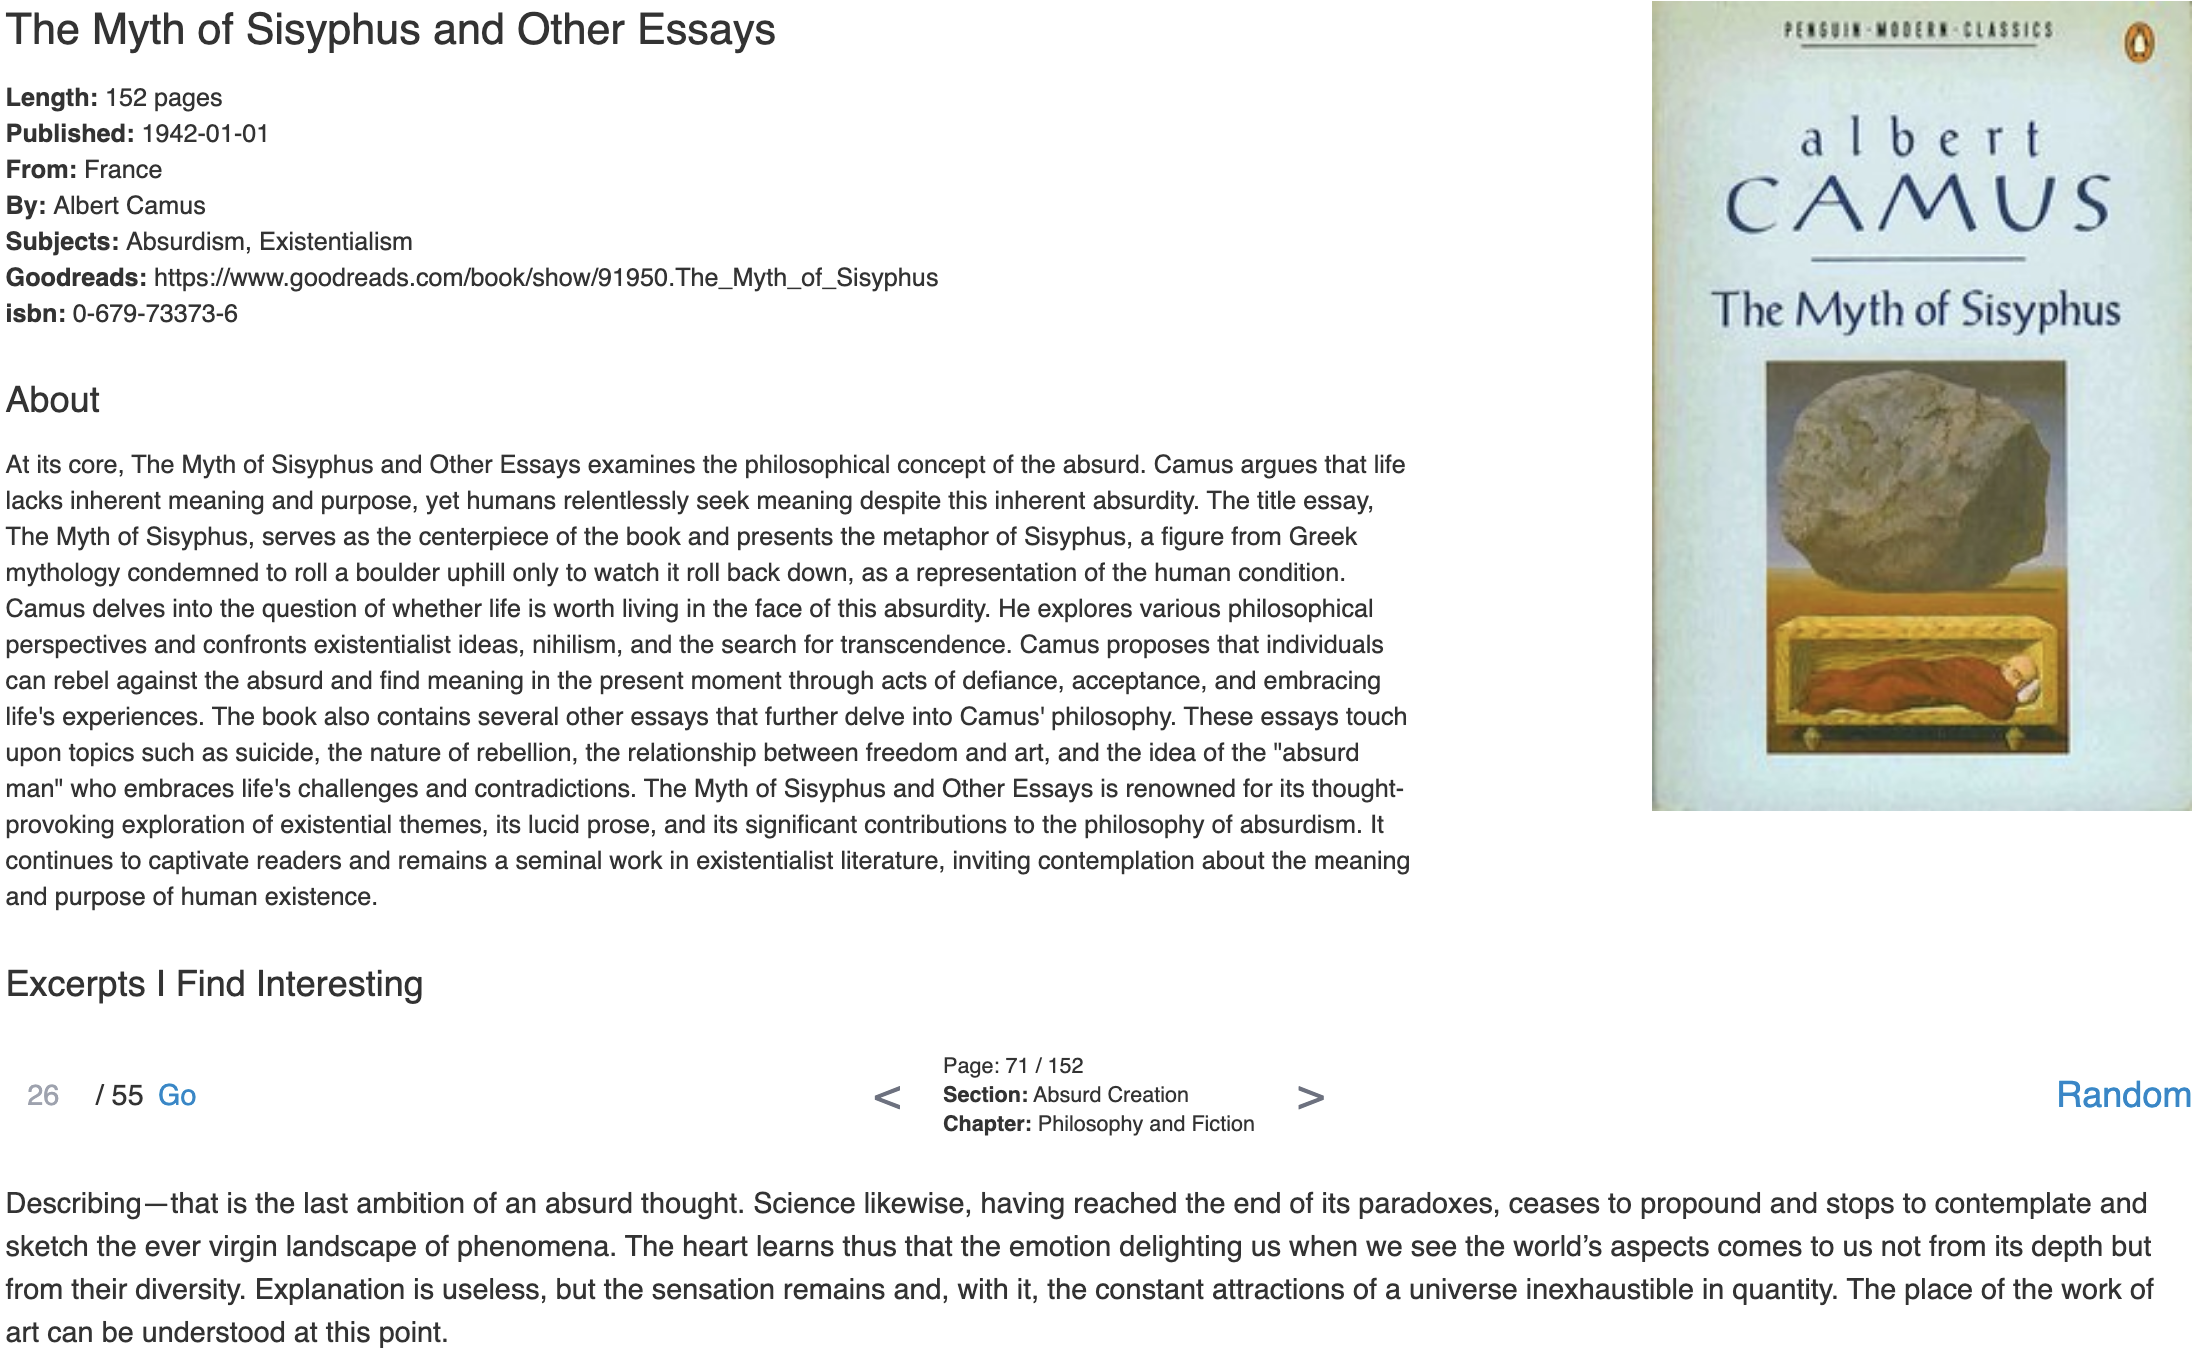 The Myth of Sisyphus and Other Essays
Length: 152 pages
Published: 1942-01-01
From: France
By: Albert Camus
Subjects: Absurdism, Existentialism
Goodreads: https://www.goodreads.com/book/show/91950.The_Myth_of_Sisyphus
isbn: 0-679-73373-6
PENGUIN·MODERN·CLASSICS
albert
CAMUS
The Myth of Sisyphus
About
At its core, The Myth of Sisyphus and Other Essays examines the philosophical concept of the absurd. Camus argues that life
lacks inherent meaning and purpose, yet humans relentlessly seek meaning despite this inherent absurdity. The title essay,
The Myth of Sisyphus, serves as the centerpiece of the book and presents the metaphor of Sisyphus, a figure from Greek
mythology condemned to roll a boulder uphill only to watch it roll back down, as a representation of the human condition.
Camus delves into the question of whether life is worth living in the face of this absurdity. He explores various philosophical
perspectives and confronts existentialist ideas, nihilism, and the search for transcendence. Camus proposes that individuals
can rebel against the absurd and find meaning in the present moment through acts of defiance, acceptance, and embracing
life's experiences. The book also contains several other essays that further delve into Camus' philosophy. These essays touch
upon topics such as suicide, the nature of rebellion, the relationship between freedom and art, and the idea of the "absurd
man" who embraces life's challenges and contradictions. The Myth of Sisyphus and Other Essays is renowned for its thought-
provoking exploration of existential themes, its lucid prose, and its significant contributions to the philosophy of absurdism. It
continues to captivate readers and remains a seminal work in existentialist literature, inviting contemplation about the meaning
and purpose of human existence.
Excerpts I Find Interesting
26 / 55 Go
<
Page: 71 / 152
Section: Absurd Creation
Chapter: Philosophy and Fiction
>
Random
Describing—that is the last ambition of an absurd thought. Science likewise, having reached the end of its paradoxes, ceases to propound and stops to contemplate and
sketch the ever virgin landscape of phenomena. The heart learns thus that the emotion delighting us when we see the world’s aspects comes to us not from its depth but
from their diversity. Explanation is useless, but the sensation remains and, with it, the constant attractions of a universe inexhaustible in quantity. The place of the work of
art can be understood at this point.